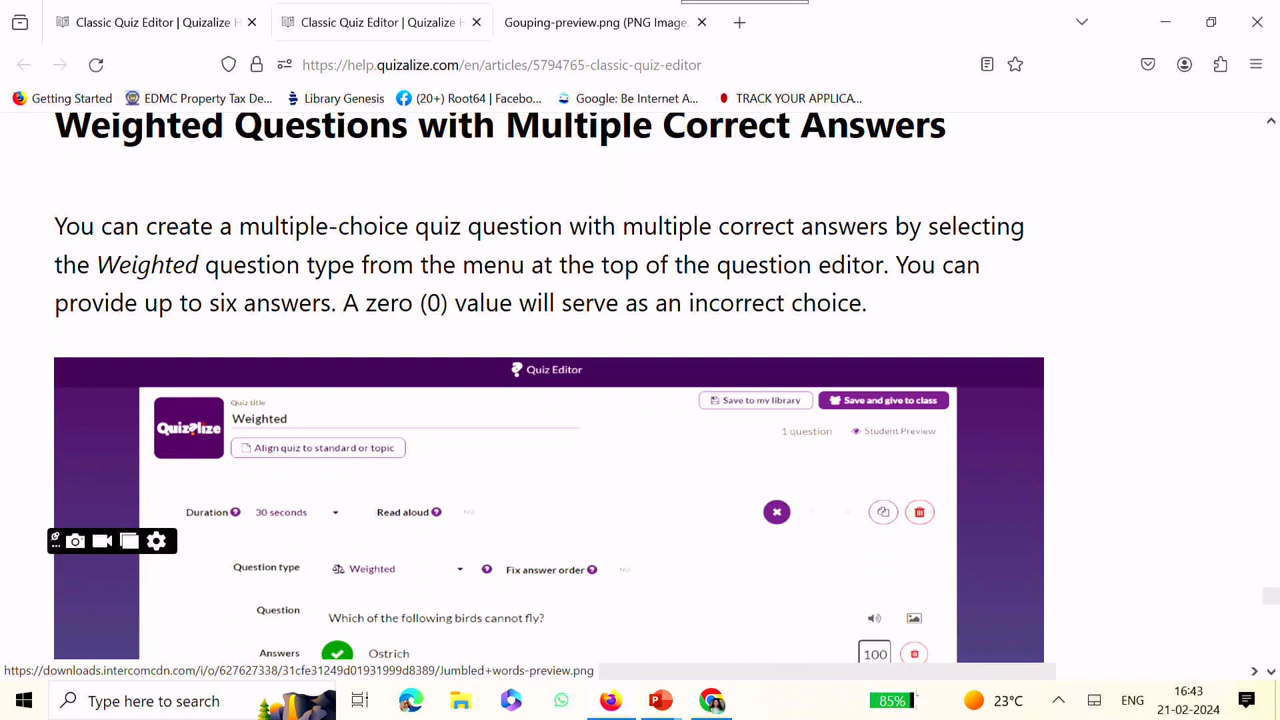 Classic Quiz Editor | Quizalize H
Classic Quiz Editor | Quizalize H
Gouping-preview.png (PNG Image,
https://help.quizalize.com/en/articles/5794765-classic-quiz-editor
Getting Started
EDMC Property Tax De...
Library Genesis
(20+) Root64 | Facebo...
Google: Be Internet A...
TRACK YOUR APPLICA...
Weighted Questions with Multiple Correct Answers
You can create a multiple-choice quiz question with multiple correct answers by selecting
the Weighted question type from the menu at the top of the question editor. You can
provide up to six answers. A zero (0) value will serve as an incorrect choice.
Quiz Editor
Quiz title
Weighted
Save to my library
Save and give to class
Quizalize
Align quiz to standard or topic
1 question
Student Preview
Duration
30 seconds
Read aloud
Question type
Weighted
Fix answer order
Question
Which of the following birds cannot fly?
Answers
Ostrich
100
https://downloads.intercomcdn.com/i/o/627627338/31cfe31249d01931999d8389/Jumbled+words-preview.png
Type here to search
85%
23°C
ENG
16:43
21-02-2024